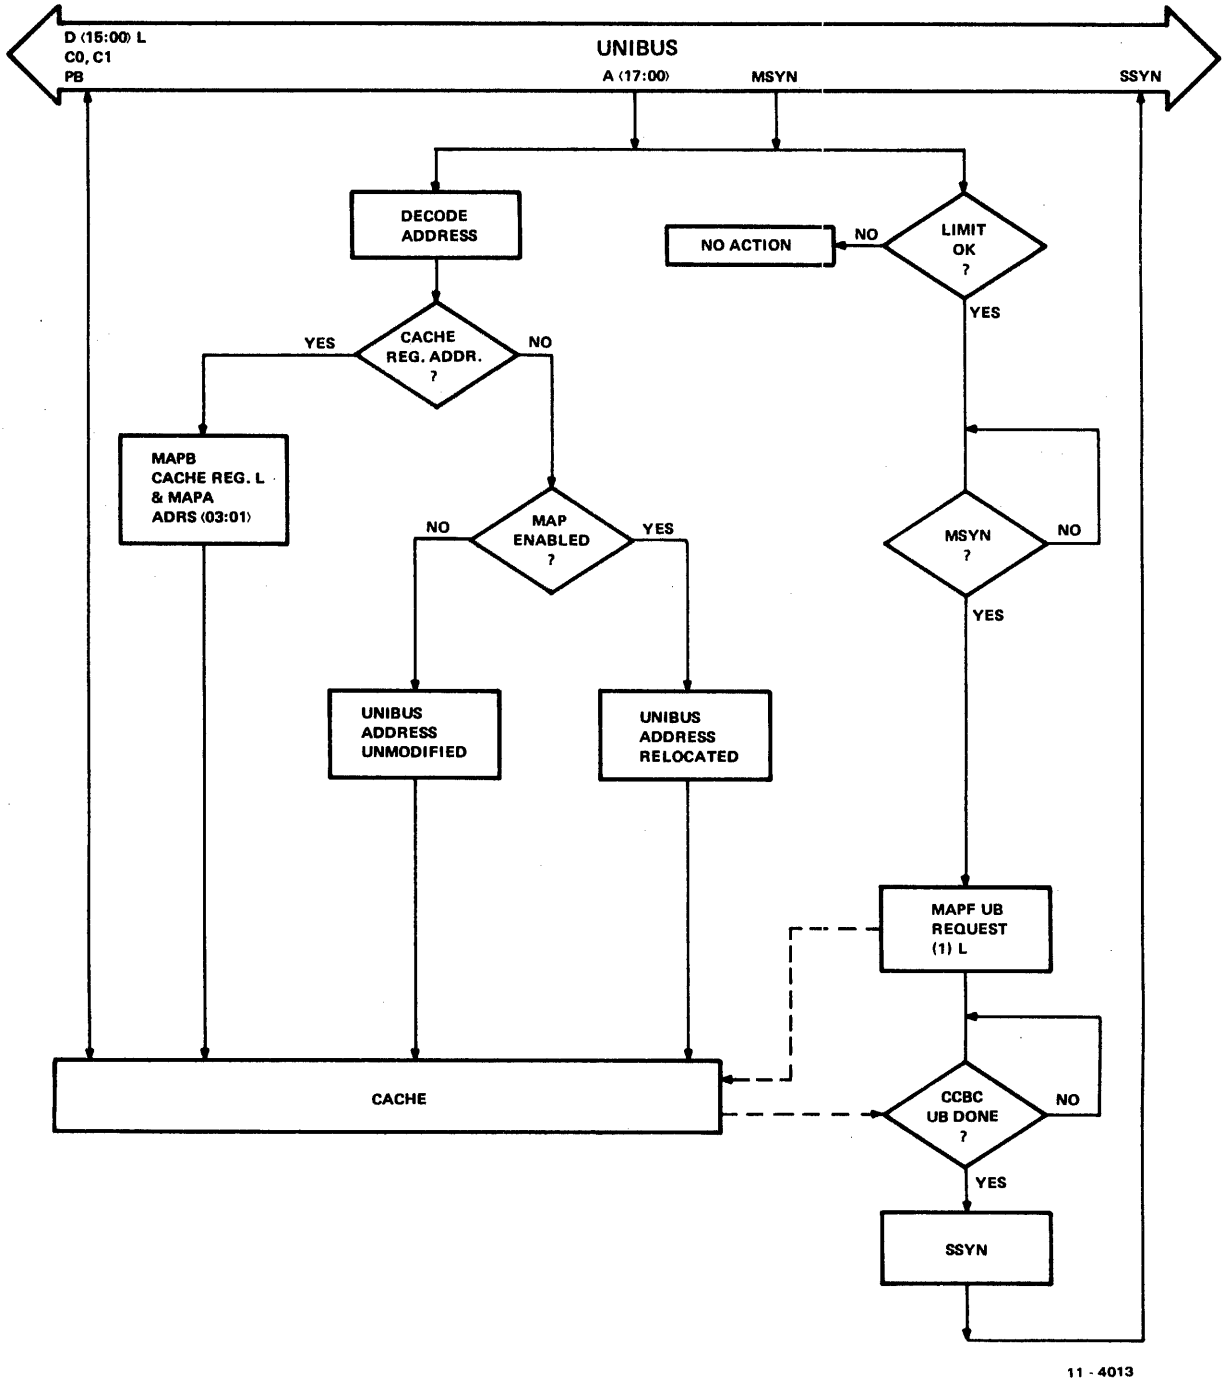 D ⟨15:00⟩ L
C0, C1
PB
UNIBUS
A ⟨17:00⟩
MSYN
SSYN
DECODE
ADDRESS
NO ACTION
NO
LIMIT
OK
?
YES
YES
CACHE
REG. ADDR.
?
NO
MAPB
CACHE REG. L
& MAPA
ADRS ⟨03:01⟩
NO
MAP
ENABLED
?
YES
MSYN
?
NO
YES
UNIBUS
ADDRESS
UNMODIFIED
UNIBUS
ADDRESS
RELOCATED
MAPF UB
REQUEST
(1) L
CACHE
CCBC
UB DONE
?
NO
YES
SSYN
11 - 4013